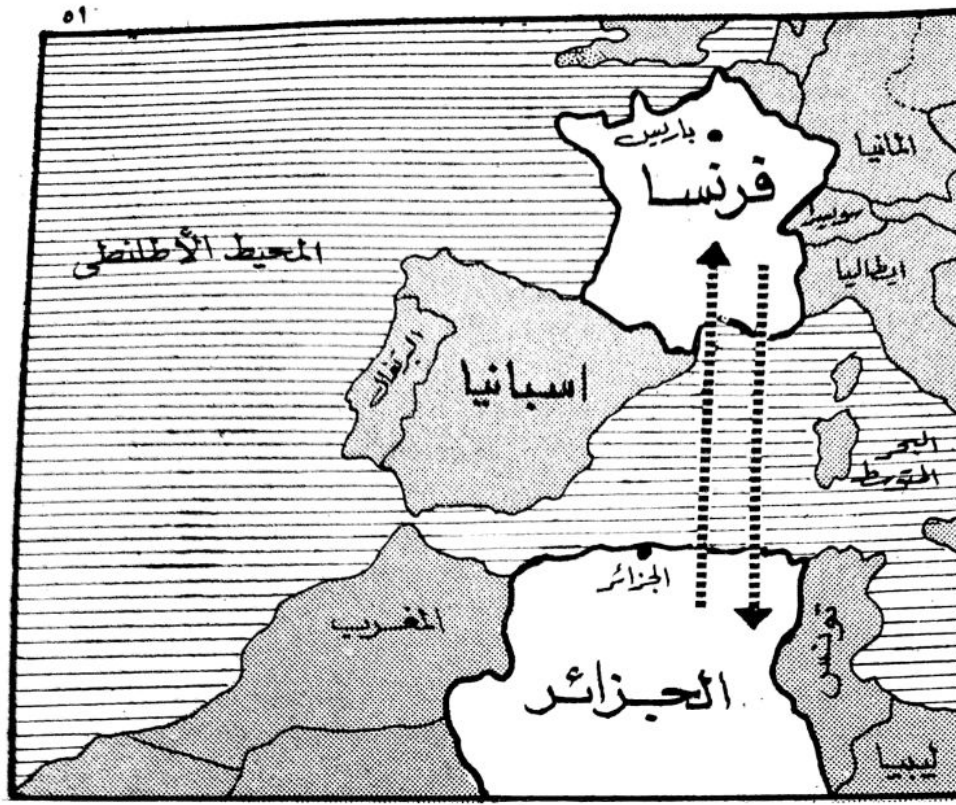 ٥١
باريس
فرنسا
المانيا
سويسرا
ايطاليا
المحيط الأطلنطى
البرتغال
اسبانيا
البحر
المتوسط
الجزائر
المغرب
تونس
الجزائر
ليبيا